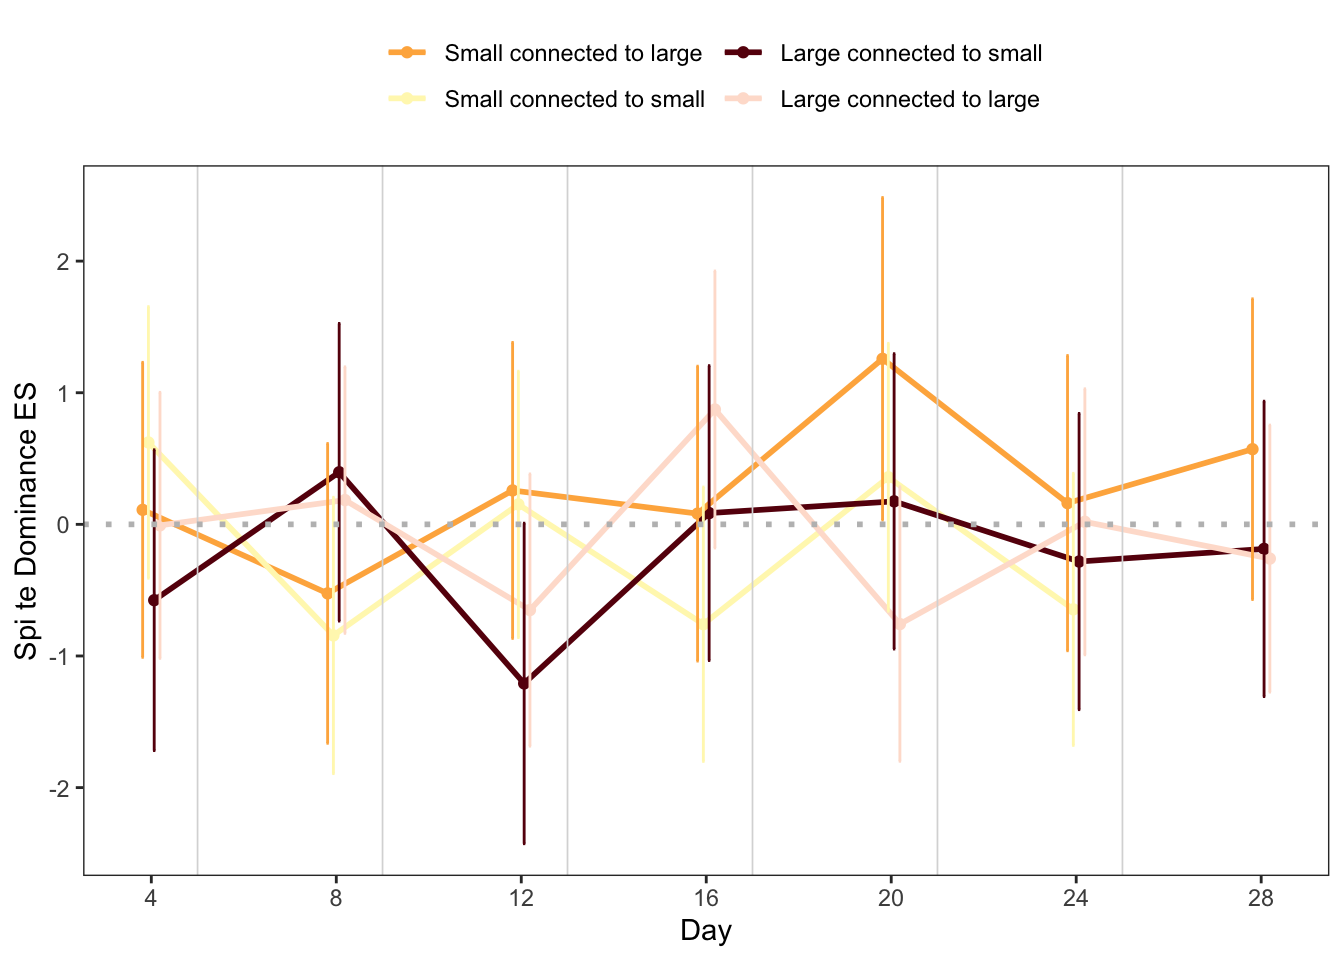 Small connected to large Large connected to small
Small connected to small Large connected to large
Spi te Dominance ES
2
1
0
-1
-2
4 8 12 16 20 24 28
Day